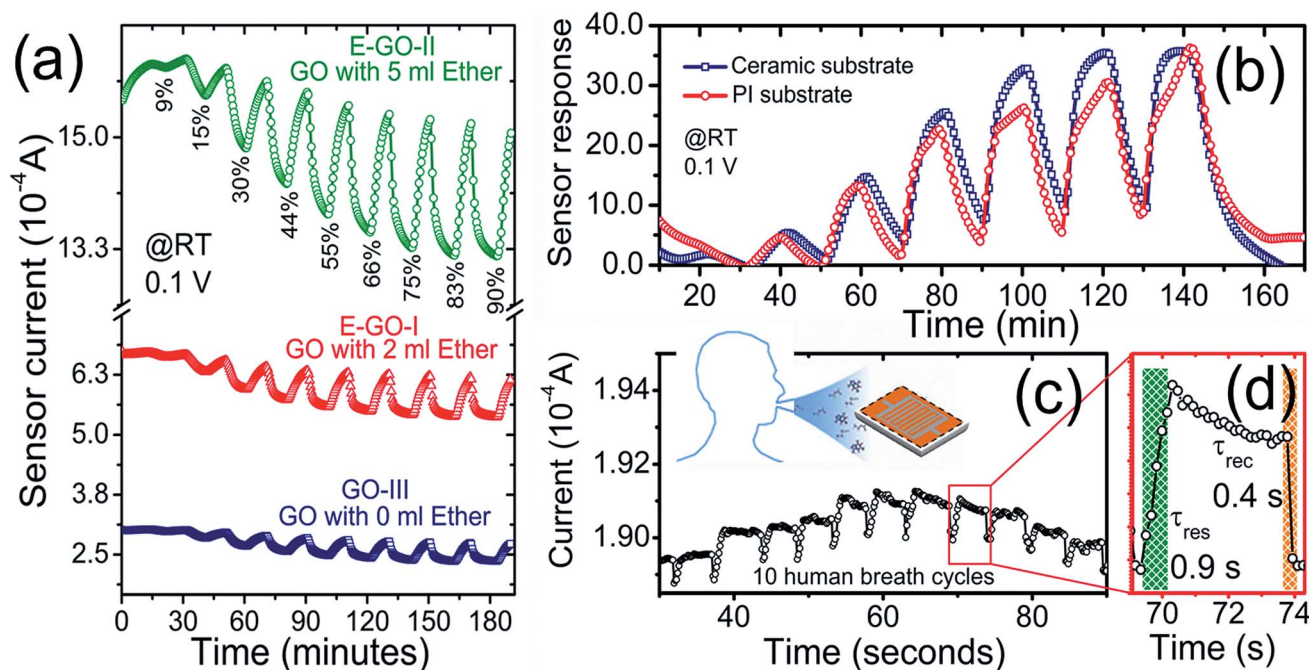 (a)
E-GO-II
GO with 5 ml Ether
9%
15%
30%
44%
55%
66%
75%
83%
90%
@RT
0.1 V
E-GO-I
GO with 2 ml Ether
GO-III
GO with 0 ml Ether
Sensor current (10⁻⁴ A)
15.0
13.3
6.3
5.0
3.8
2.5
0 30 60 90 120 150 180
Time (minutes)
(b)
Ceramic substrate
PI substrate
@RT
0.1 V
Sensor response
40.0
30.0
20.0
10.0
0.0
20 40 60 80 100 120 140 160
Time (min)
(c)
10 human breath cycles
Current (10⁻⁴ A)
1.94
1.92
1.90
40 60 80
Time (seconds)
(d)
τrec
0.4 s
τres
0.9 s
70 72 74
Time (s)